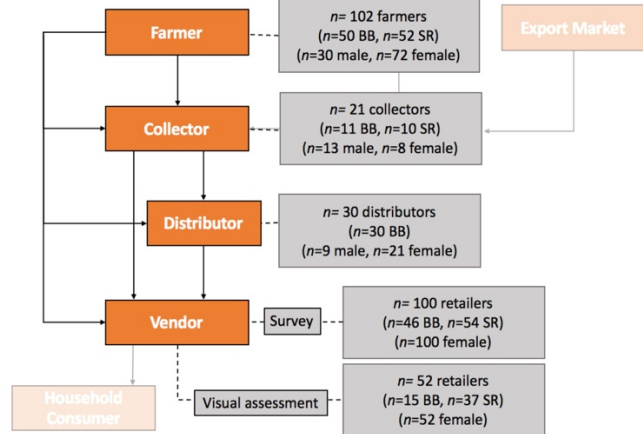 Farmer
n= 102 farmers
(n=50 BB, n=52 SR)
(n=30 male, n=72 female)
Export Market
Collector
n= 21 collectors
(n=11 BB, n=10 SR)
(n=13 male, n=8 female)
Distributor
n= 30 distributors
(n=30 BB)
(n=9 male, n=21 female)
Vendor
Survey
n= 100 retailers
(n=46 BB, n=54 SR)
(n=100 female)
Household
Consumer
Visual assessment
n= 52 retailers
(n=15 BB, n=37 SR)
(n=52 female)